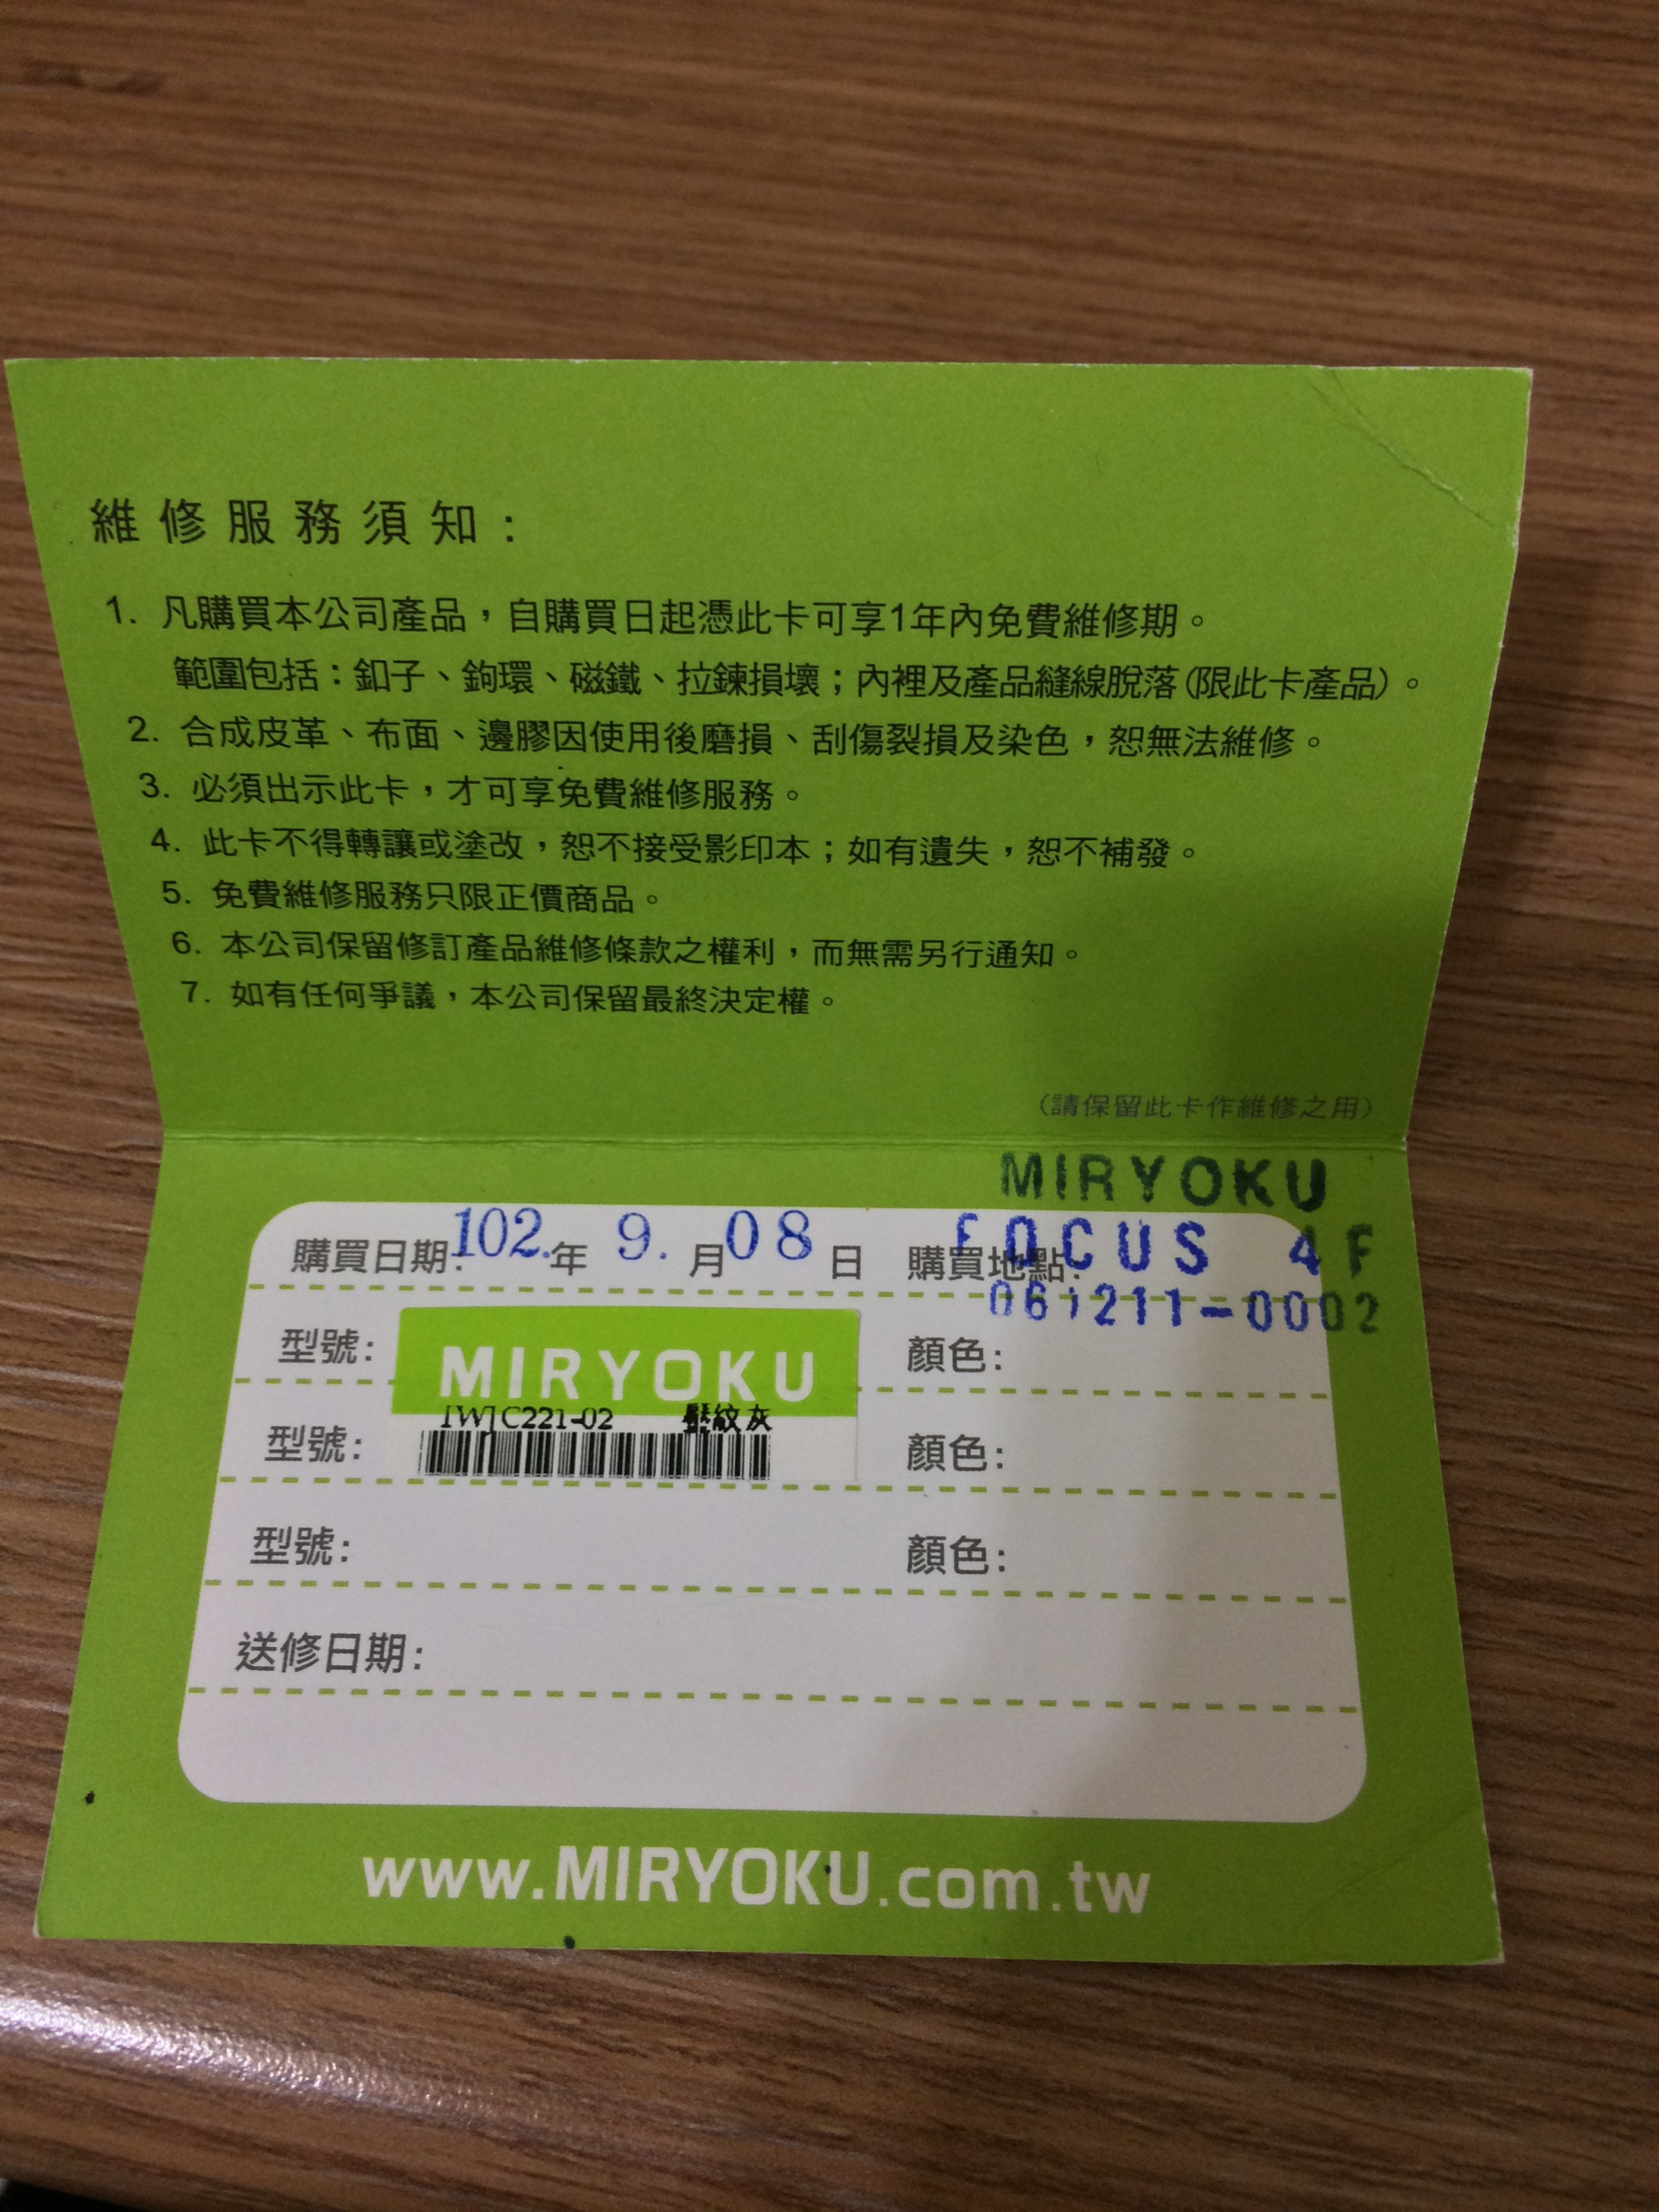 維修服務須知：
1. 凡購買本公司產品，自購買日起憑此卡可享1年內免費維修期。
範圍包括：釦子、鉤環、磁鐵、拉鍊損壞；內裡及產品縫線脫落(限此卡產品)。
2. 合成皮革、布面、邊膠因使用後磨損、刮傷裂損及染色，恕無法維修。
3. 必須出示此卡，才可享免費維修服務。
4. 此卡不得轉讓或塗改，恕不接受影印本；如有遺失，恕不補發。
5. 免費維修服務只限正價商品。
6. 本公司保留修訂產品維修條款之權利，而無需另行通知。
7. 如有任何爭議，本公司保留最終決定權。
(請保留此卡作維修之用)
MIRYOKU
購買日期:102.年 9.月08日 購買地點: FOCUS 4F
061211-0002
型號: MIRYOKU 顏色:
IWJC221-02 紋灰
型號: 顏色:
型號: 顏色:
送修日期:
www.MIRYOKU.com.tw